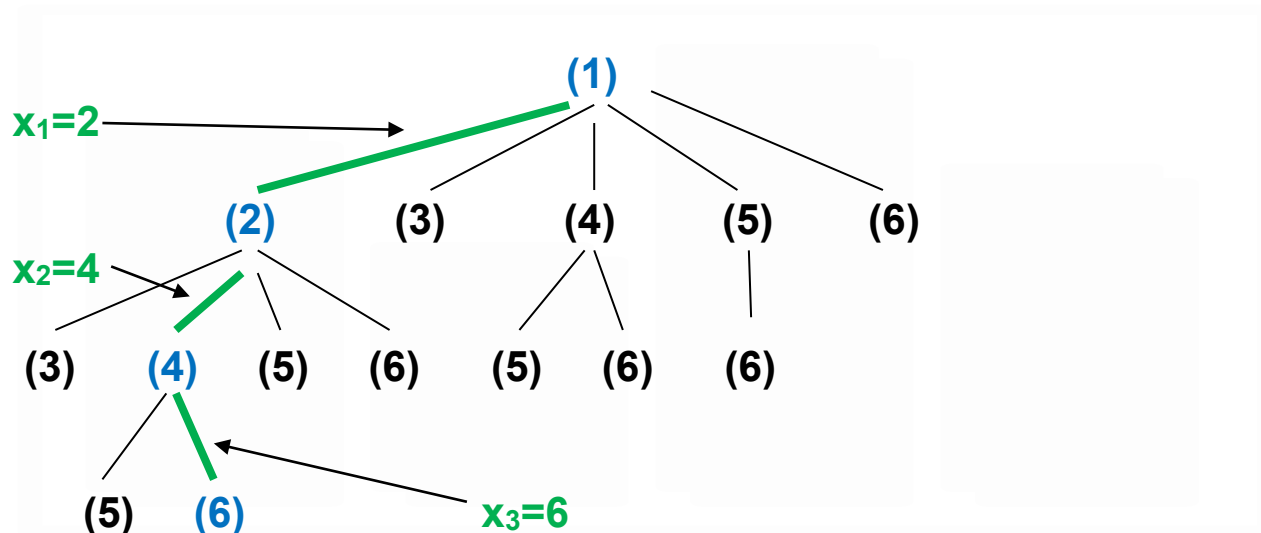 (1)
x₁=2
(2) (3) (4) (5) (6)
x₂=4
(3) (4) (5) (6) (5) (6) (6)
(5) (6) x₃=6